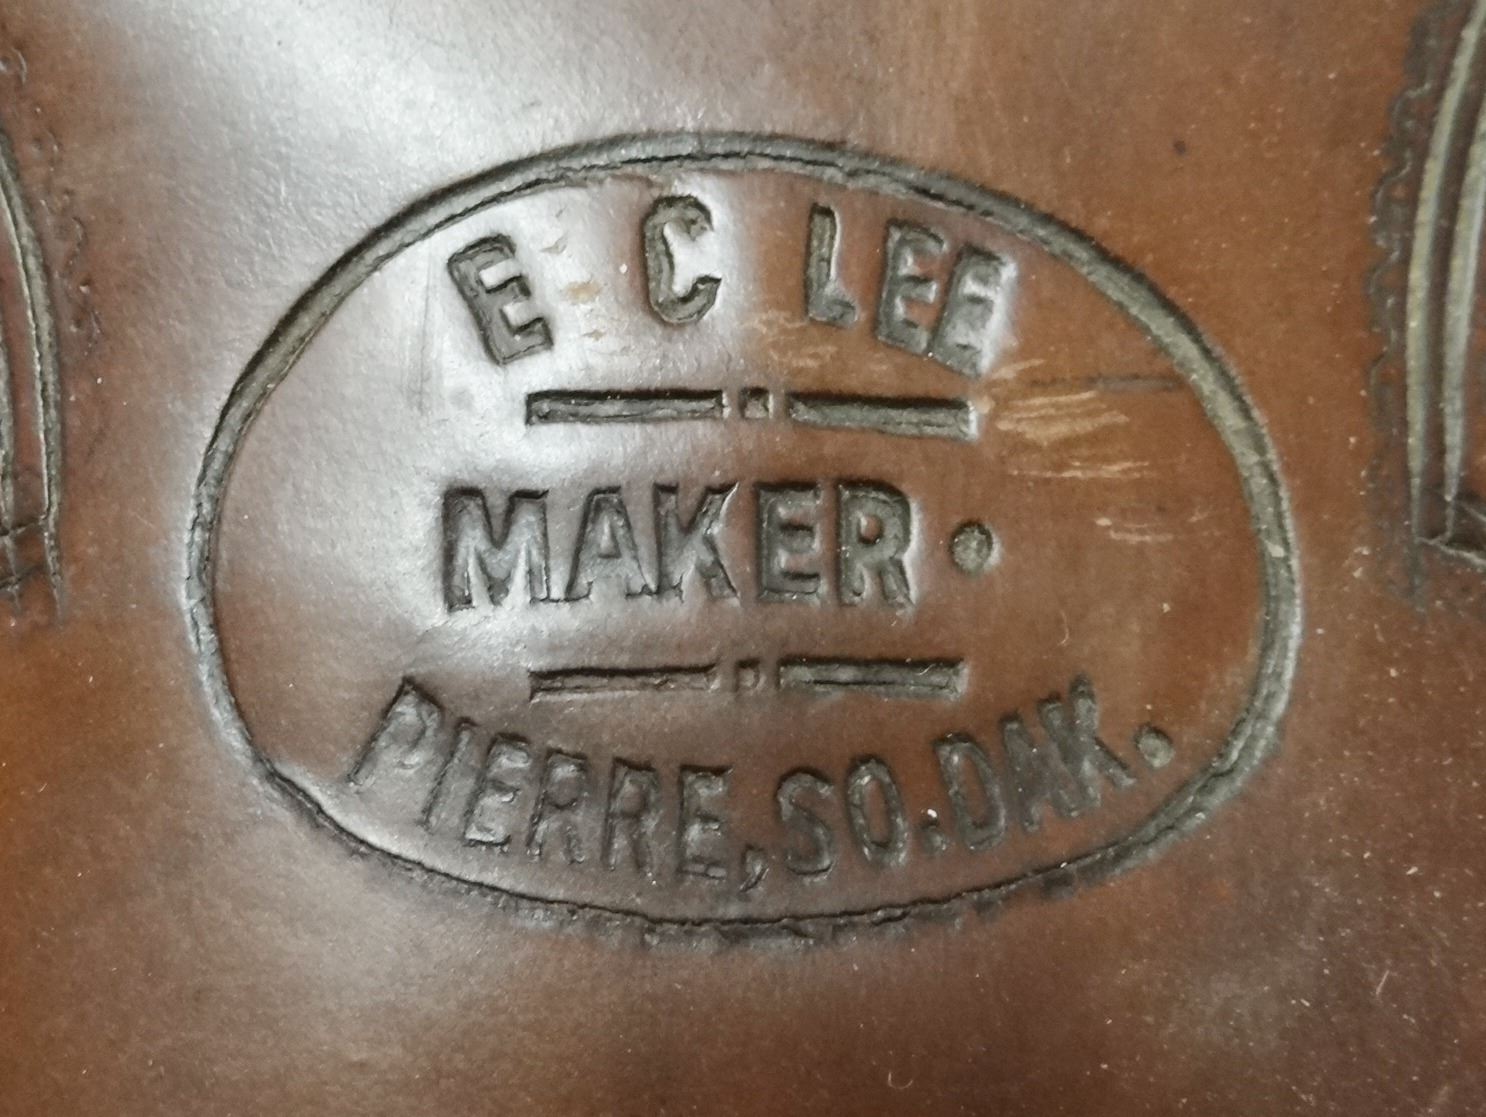 E C LEE
MAKER.
PIERRE, SO. DAK.